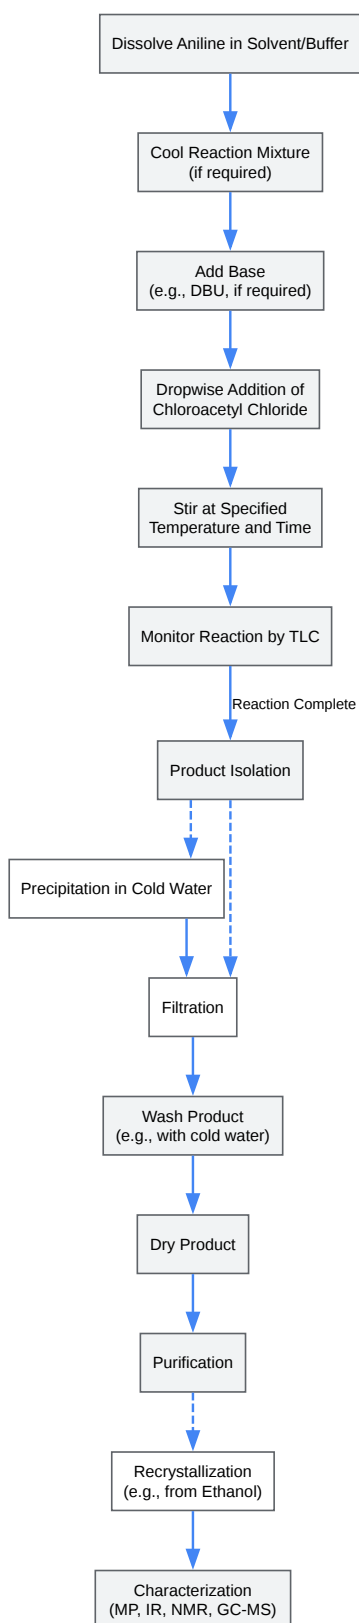 Dissolve Aniline in Solvent/Buffer
Cool Reaction Mixture
(if required)
Add Base
(e.g., DBU, if required)
Dropwise Addition of
Chloroacetyl Chloride
Stir at Specified
Temperature and Time
Monitor Reaction by TLC
Reaction Complete
Product Isolation
Precipitation in Cold Water
Filtration
Wash Product
(e.g., with cold water)
Dry Product
Purification
Recrystallization
(e.g., from Ethanol)
Characterization
(MP, IR, NMR, GC-MS)